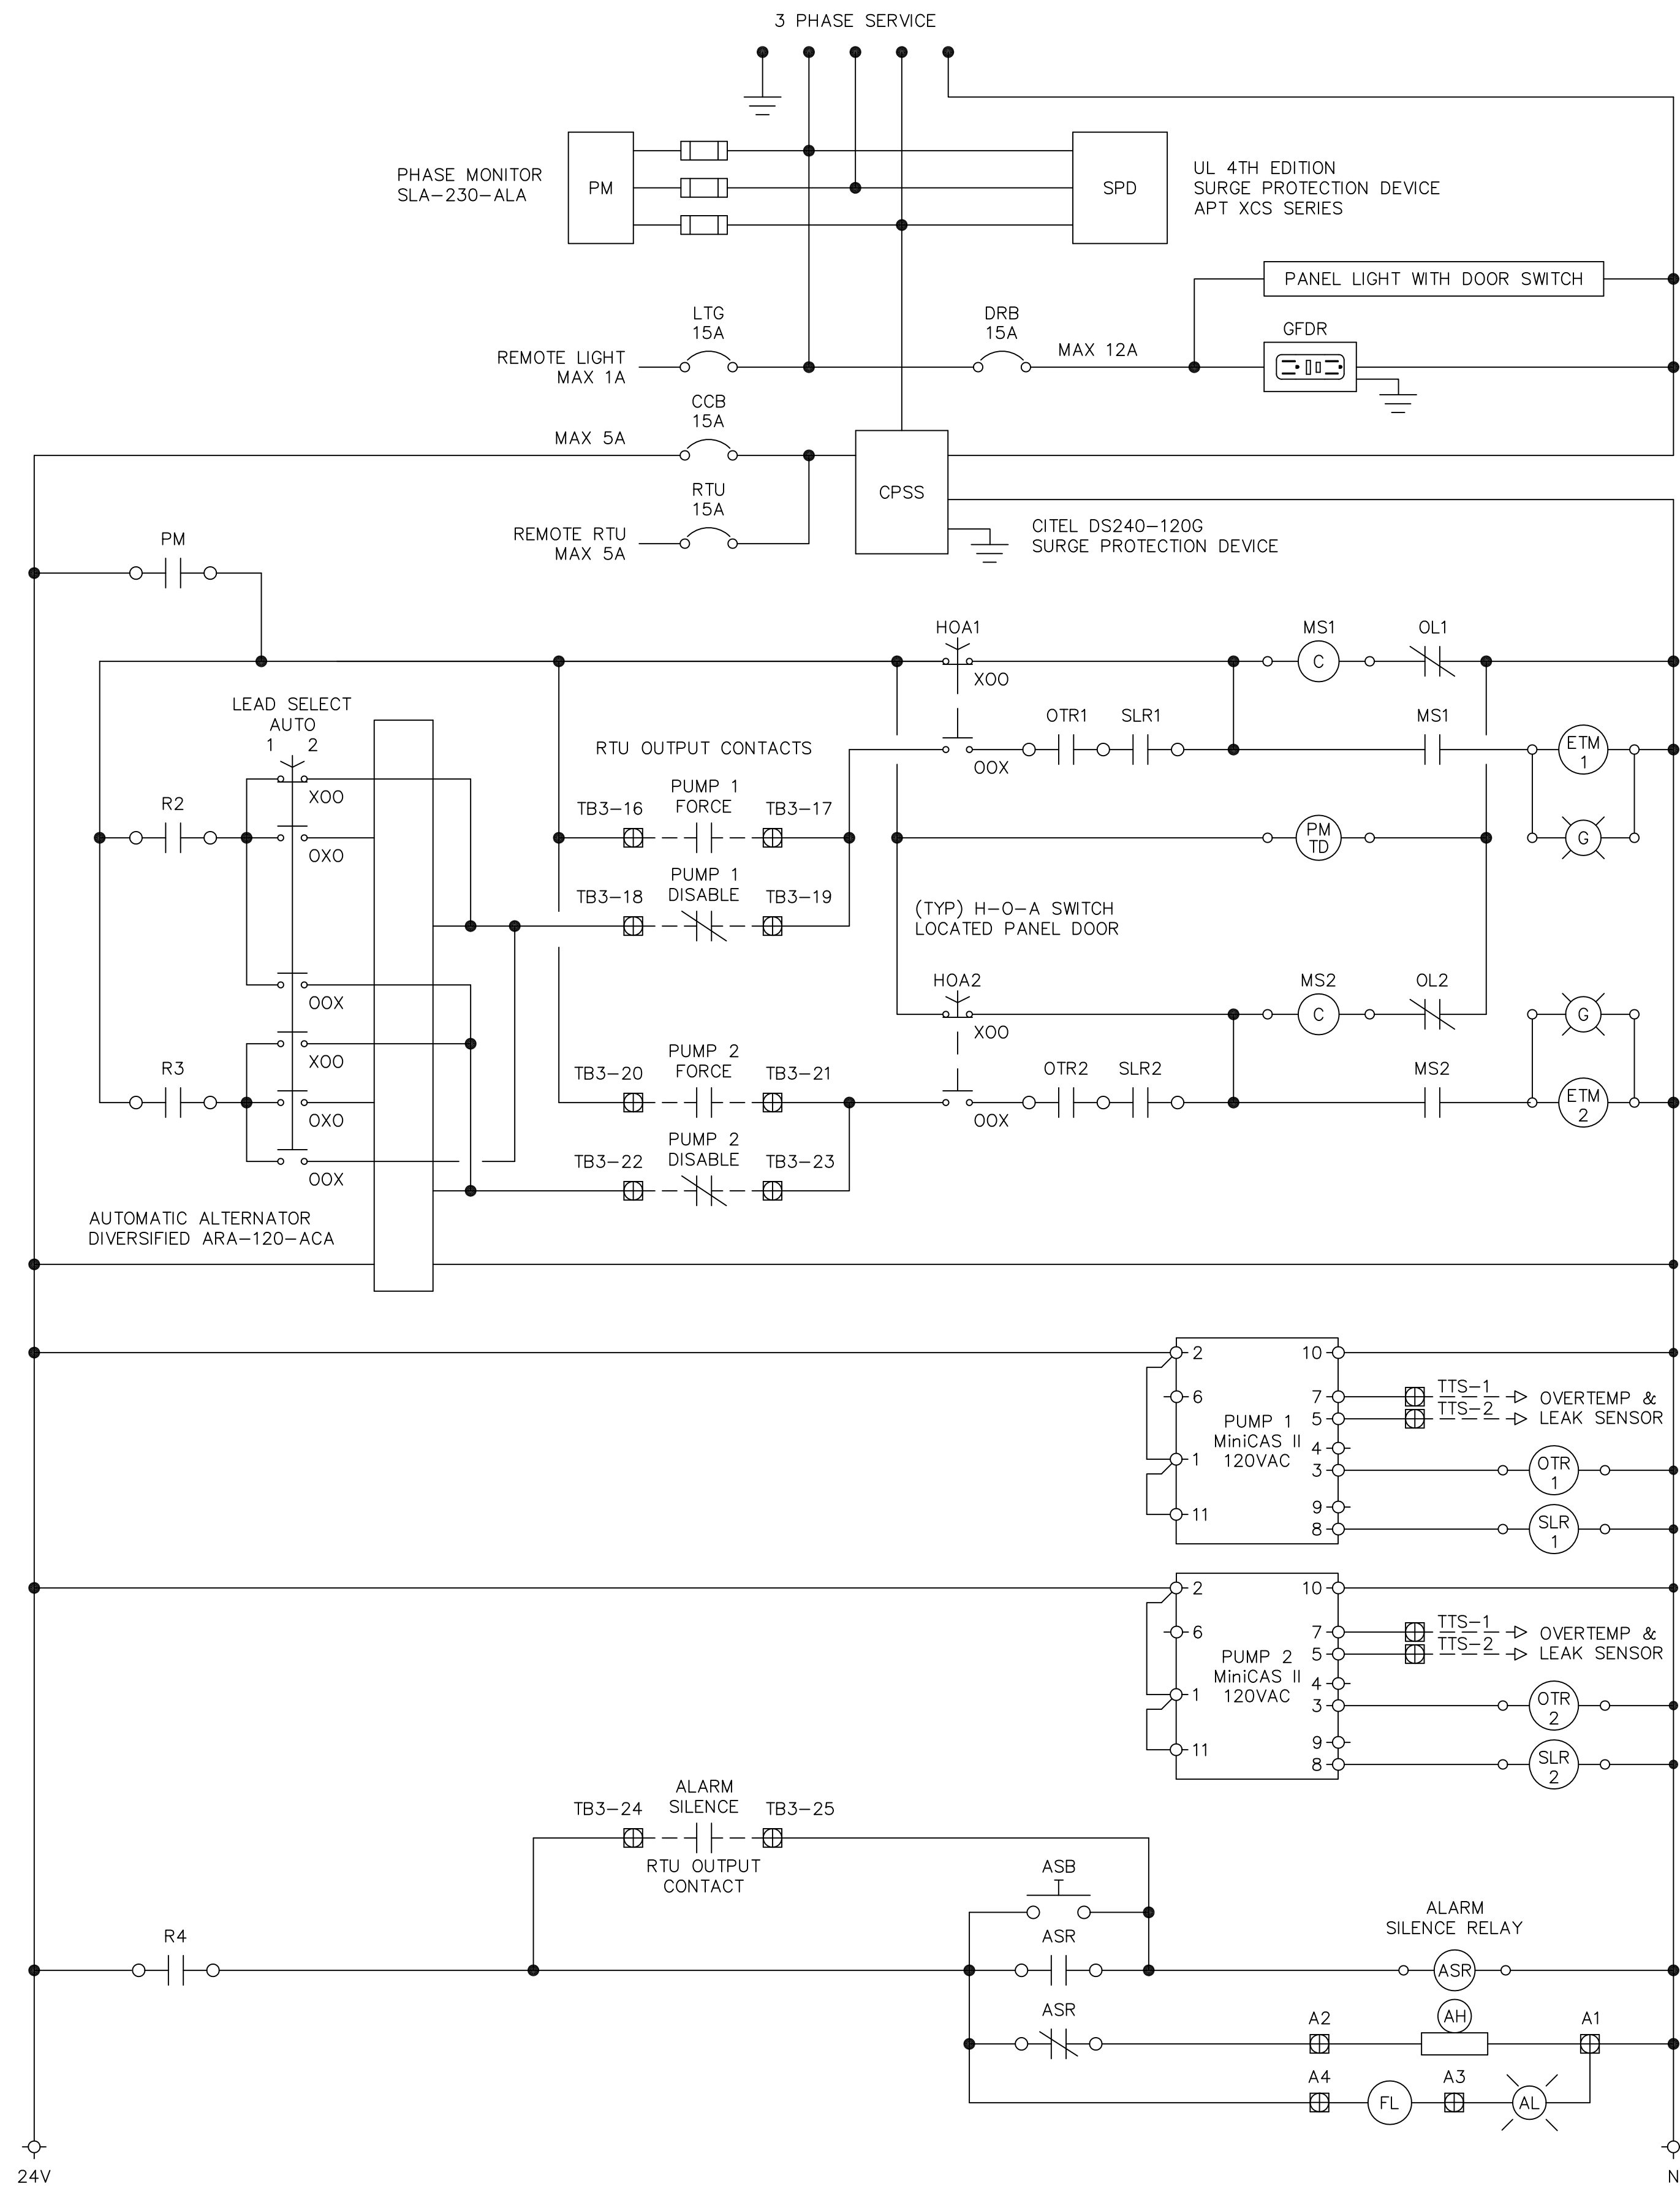 3 PHASE SERVICE
PHASE MONITOR
SLA-230-ALA
PM
SPD
UL 4TH EDITION
SURGE PROTECTION DEVICE
APT XCS SERIES
PANEL LIGHT WITH DOOR SWITCH
LTG
15A
DRB
15A
GFDR
REMOTE LIGHT
MAX 1A
MAX 12A
CCB
15A
MAX 5A
CPSS
RTU
15A
REMOTE RTU
MAX 5A
CITEL DS240-120G
SURGE PROTECTION DEVICE
PM
HOA1
MS1
OL1
C
XOO
LEAD SELECT
AUTO
1 2
RTU OUTPUT CONTACTS
OTR1
SLR1
MS1
ETM
1
OOX
XOO
R2
OXO
TB3-16
PUMP 1
FORCE
TB3-17
PM
TD
G
TB3-18
PUMP 1
DISABLE
TB3-19
(TYP) H-O-A SWITCH
LOCATED PANEL DOOR
HOA2
MS2
OL2
C
G
XOO
OOX
XOO
R3
OXO
TB3-20
PUMP 2
FORCE
TB3-21
OTR2
SLR2
MS2
ETM
2
OOX
OOX
TB3-22
PUMP 2
DISABLE
TB3-23
AUTOMATIC ALTERNATOR
DIVERSIFIED ARA-120-ACA
2
10
6
7
TTS-1
OVERTEMP &
5
TTS-2
LEAK SENSOR
PUMP 1
MiniCAS II
120VAC
4
1
3
OTR
1
9
11
8
SLR
1
2
10
6
7
TTS-1
OVERTEMP &
5
TTS-2
LEAK SENSOR
PUMP 2
MiniCAS II
120VAC
4
1
3
OTR
2
9
11
8
SLR
2
TB3-24
ALARM
SILENCE
TB3-25
RTU OUTPUT
CONTACT
ASB
ALARM
SILENCE RELAY
R4
ASR
ASR
ASR
A2
AH
A1
A4
FL
A3
AL
24V
N